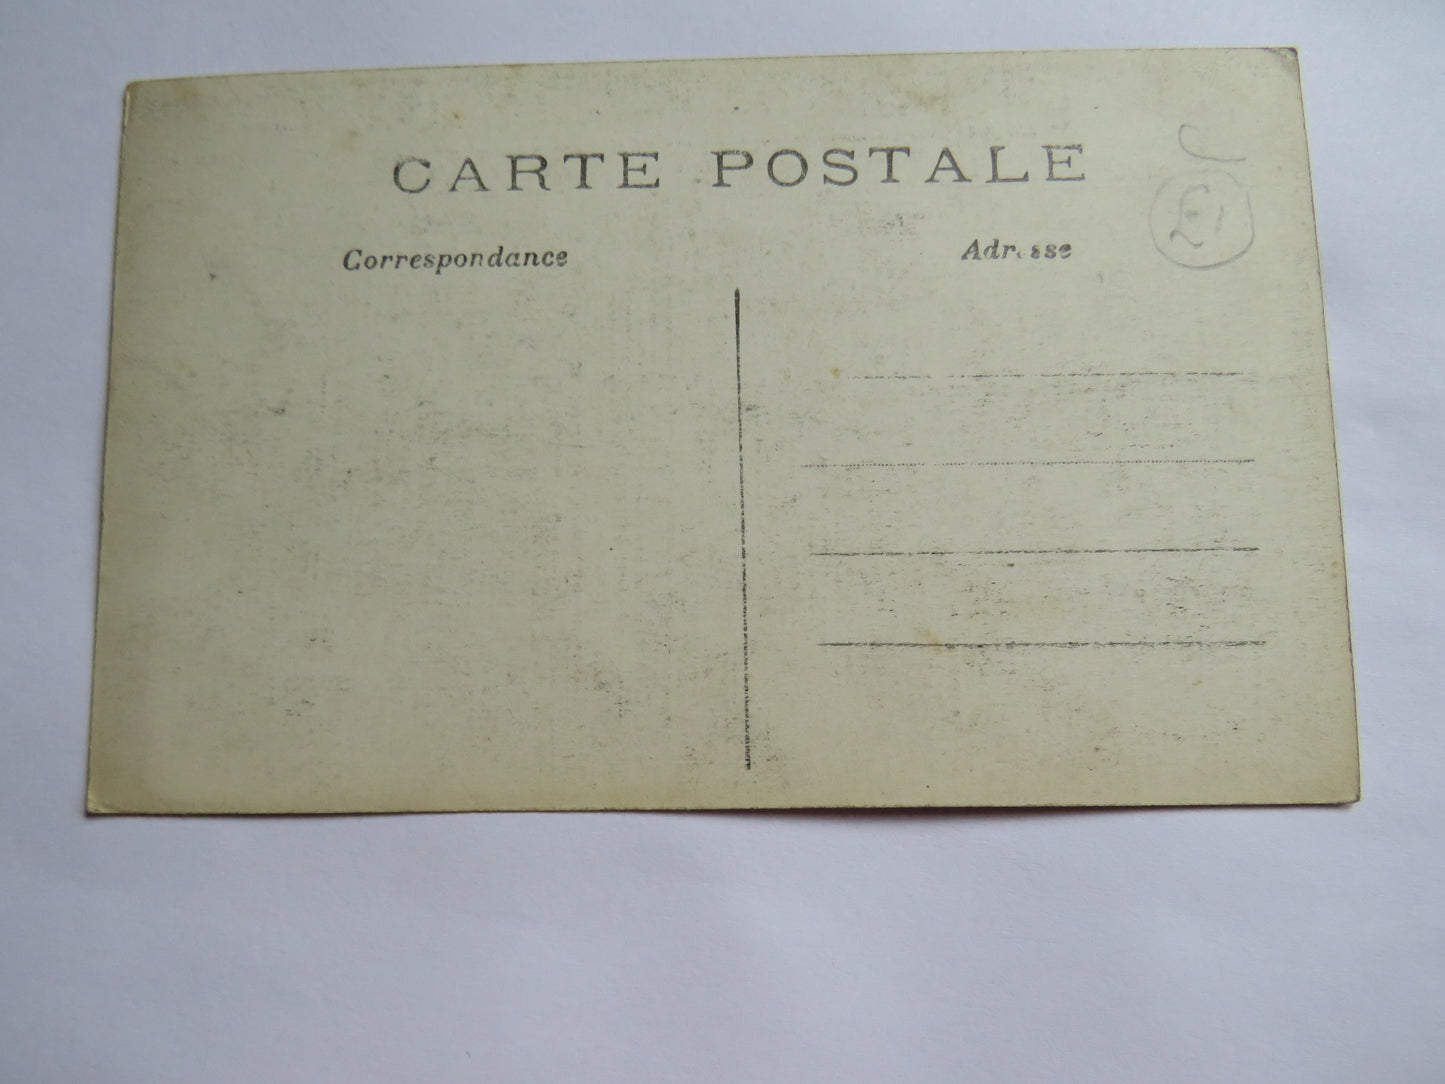 CARTE POSTALE
Correspondance
Adresse
£1